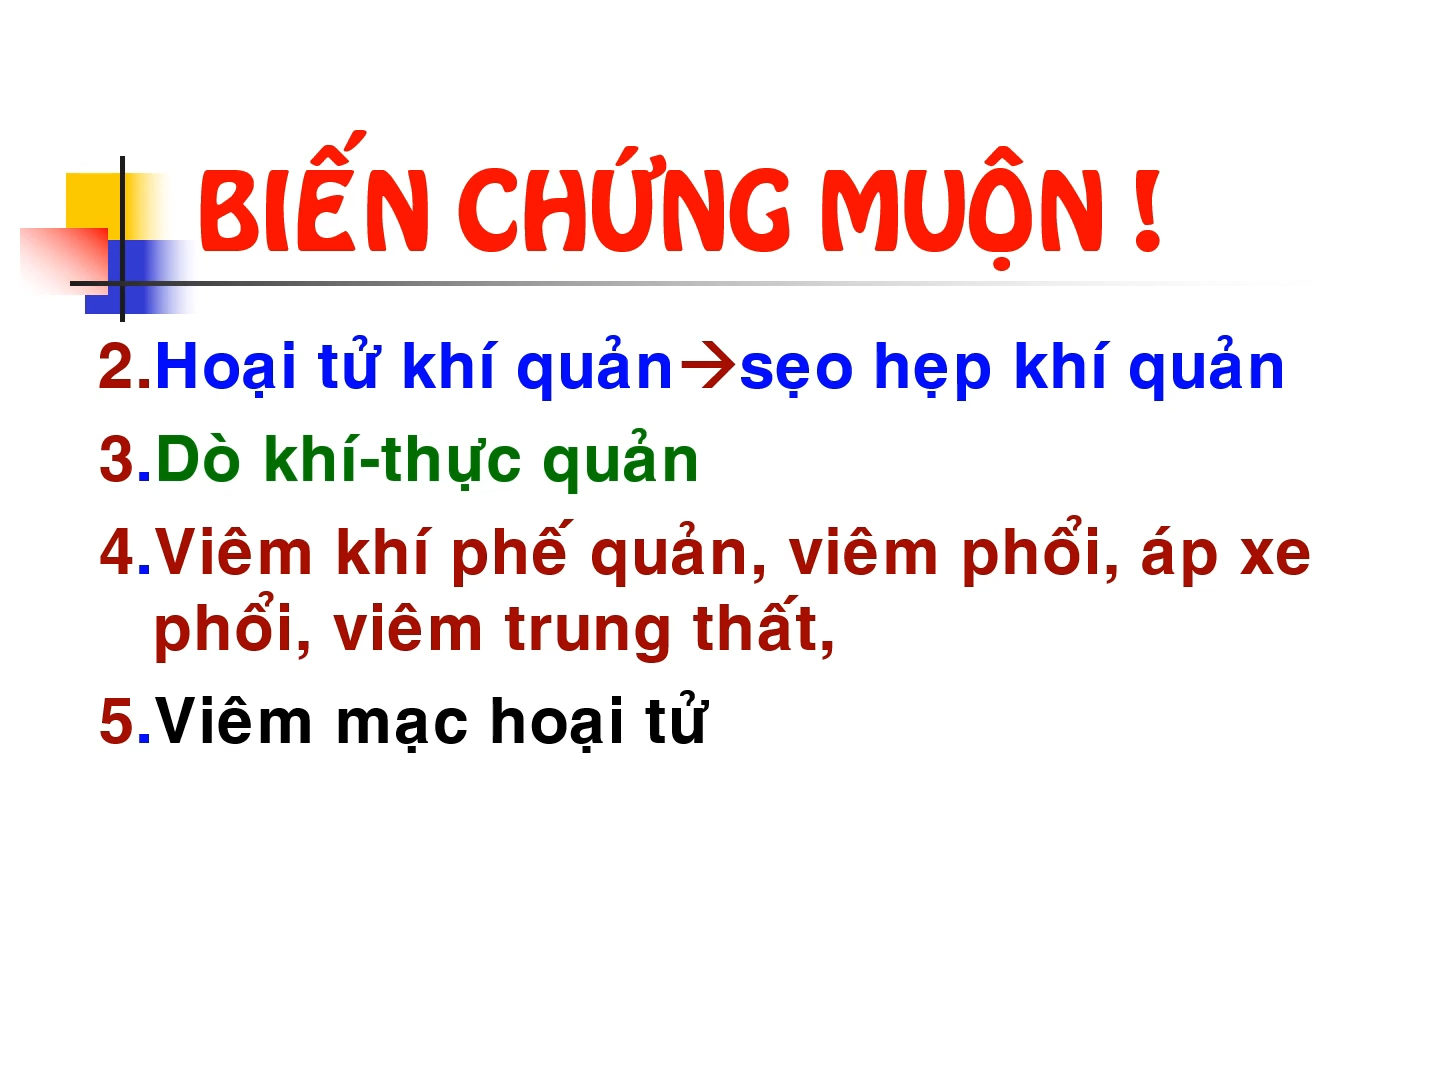 BIẾN CHỨNG MUỘN !
2.Hoại tử khí quản→sẹo hẹp khí quản
3.Dò khí-thực quản
4.Viêm khí phế quản, viêm phổi, áp xe
phổi, viêm trung thất,
5.Viêm mạc hoại tử